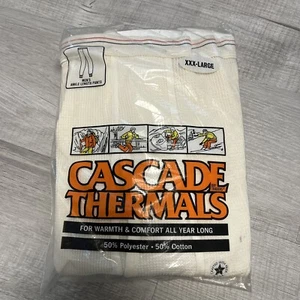 MEN'S
ANKLE LENGTH PANTS
XXX-LARGE
CASCADE
THERMALS
FOR WARMTH & COMFORT ALL YEAR LONG
50% Polyester • 50% Cotton